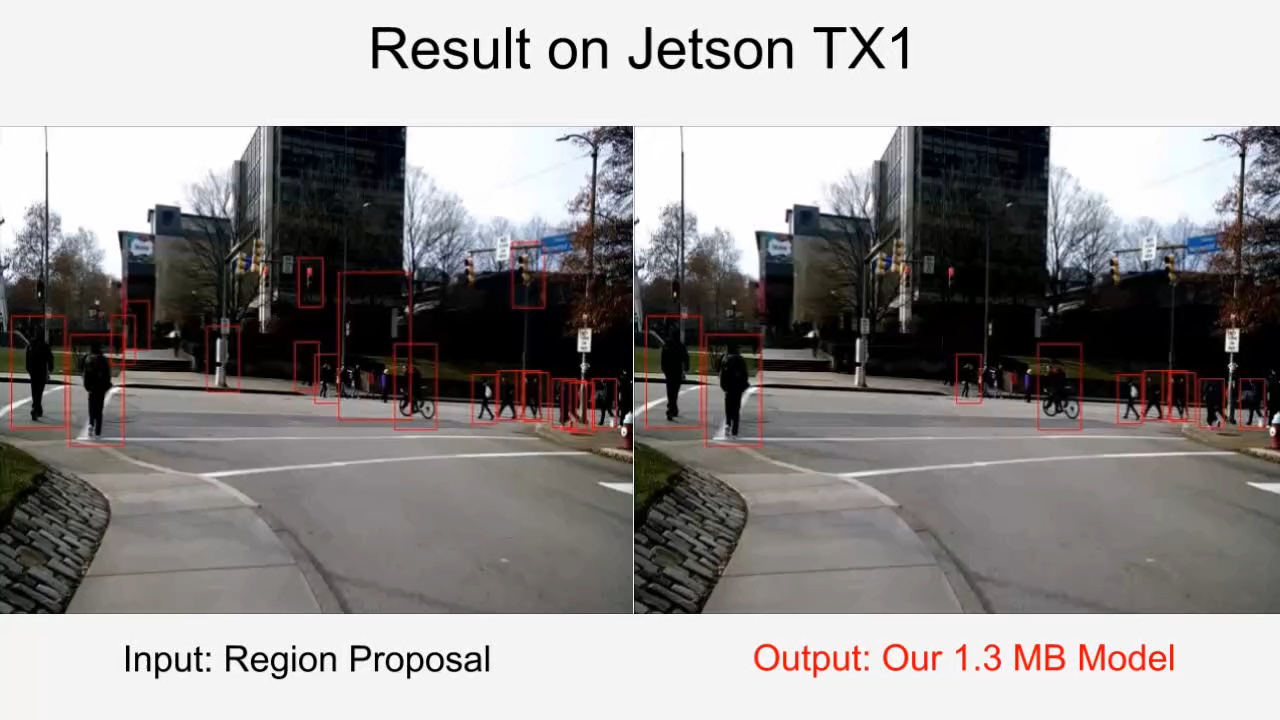 Result on Jetson TX1
Input: Region Proposal
Output: Our 1.3 MB Model